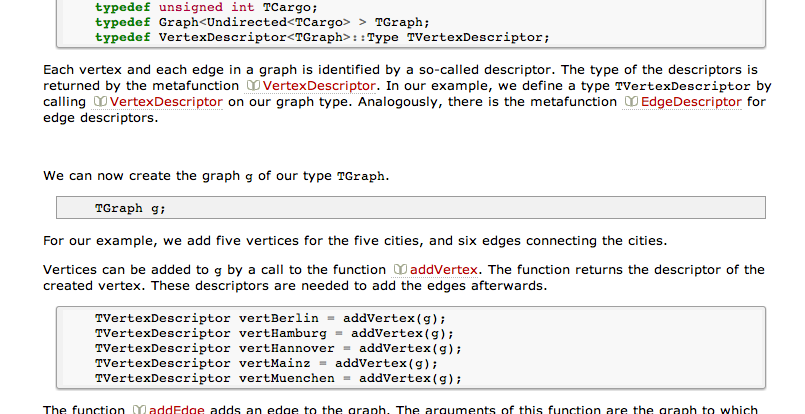 typedef unsigned int TCargo;
typedef Graph<Undirected<TCargo> > TGraph;
typedef VertexDescriptor<TGraph>::Type TVertexDescriptor;
Each vertex and each edge in a graph is identified by a so-called descriptor. The type of the descriptors is
returned by the metafunction VertexDescriptor. In our example, we define a type TVertexDescriptor by
calling VertexDescriptor on our graph type. Analogously, there is the metafunction EdgeDescriptor for
edge descriptors.
We can now create the graph g of our type TGraph.
TGraph g;
For our example, we add five vertices for the five cities, and six edges connecting the cities.
Vertices can be added to g by a call to the function addVertex. The function returns the descriptor of the
created vertex. These descriptors are needed to add the edges afterwards.
TVertexDescriptor vertBerlin = addVertex(g);
TVertexDescriptor vertHamburg = addVertex(g);
TVertexDescriptor vertHannover = addVertex(g);
TVertexDescriptor vertMainz = addVertex(g);
TVertexDescriptor vertMuenchen = addVertex(g);
The function addEdge adds an edge to the graph. The arguments of this function are the graph to which